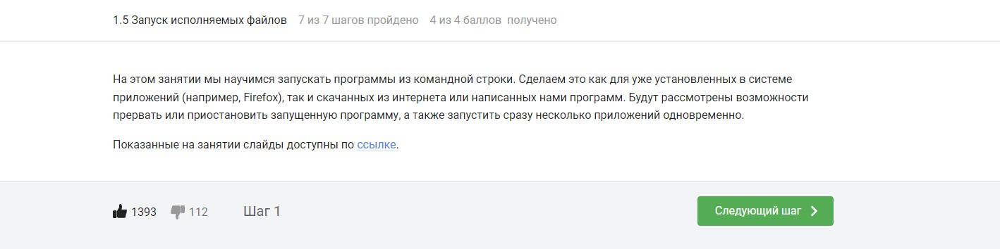 1.5 Запуск исполняемых файлов 7 из 7 шагов пройдено 4 из 4 баллов получено
На этом занятии мы научимся запускать программы из командной строки. Сделаем это как для уже установленных в системе
приложений (например, Firefox), так и скачанных из интернета или написанных нами программ. Будут рассмотрены возможности
прервать или приостановить запущенную программу, а также запустить сразу несколько приложений одновременно.
Показанные на занятии слайды доступны по ссылке.
1393 112 Шаг 1 Следующий шаг